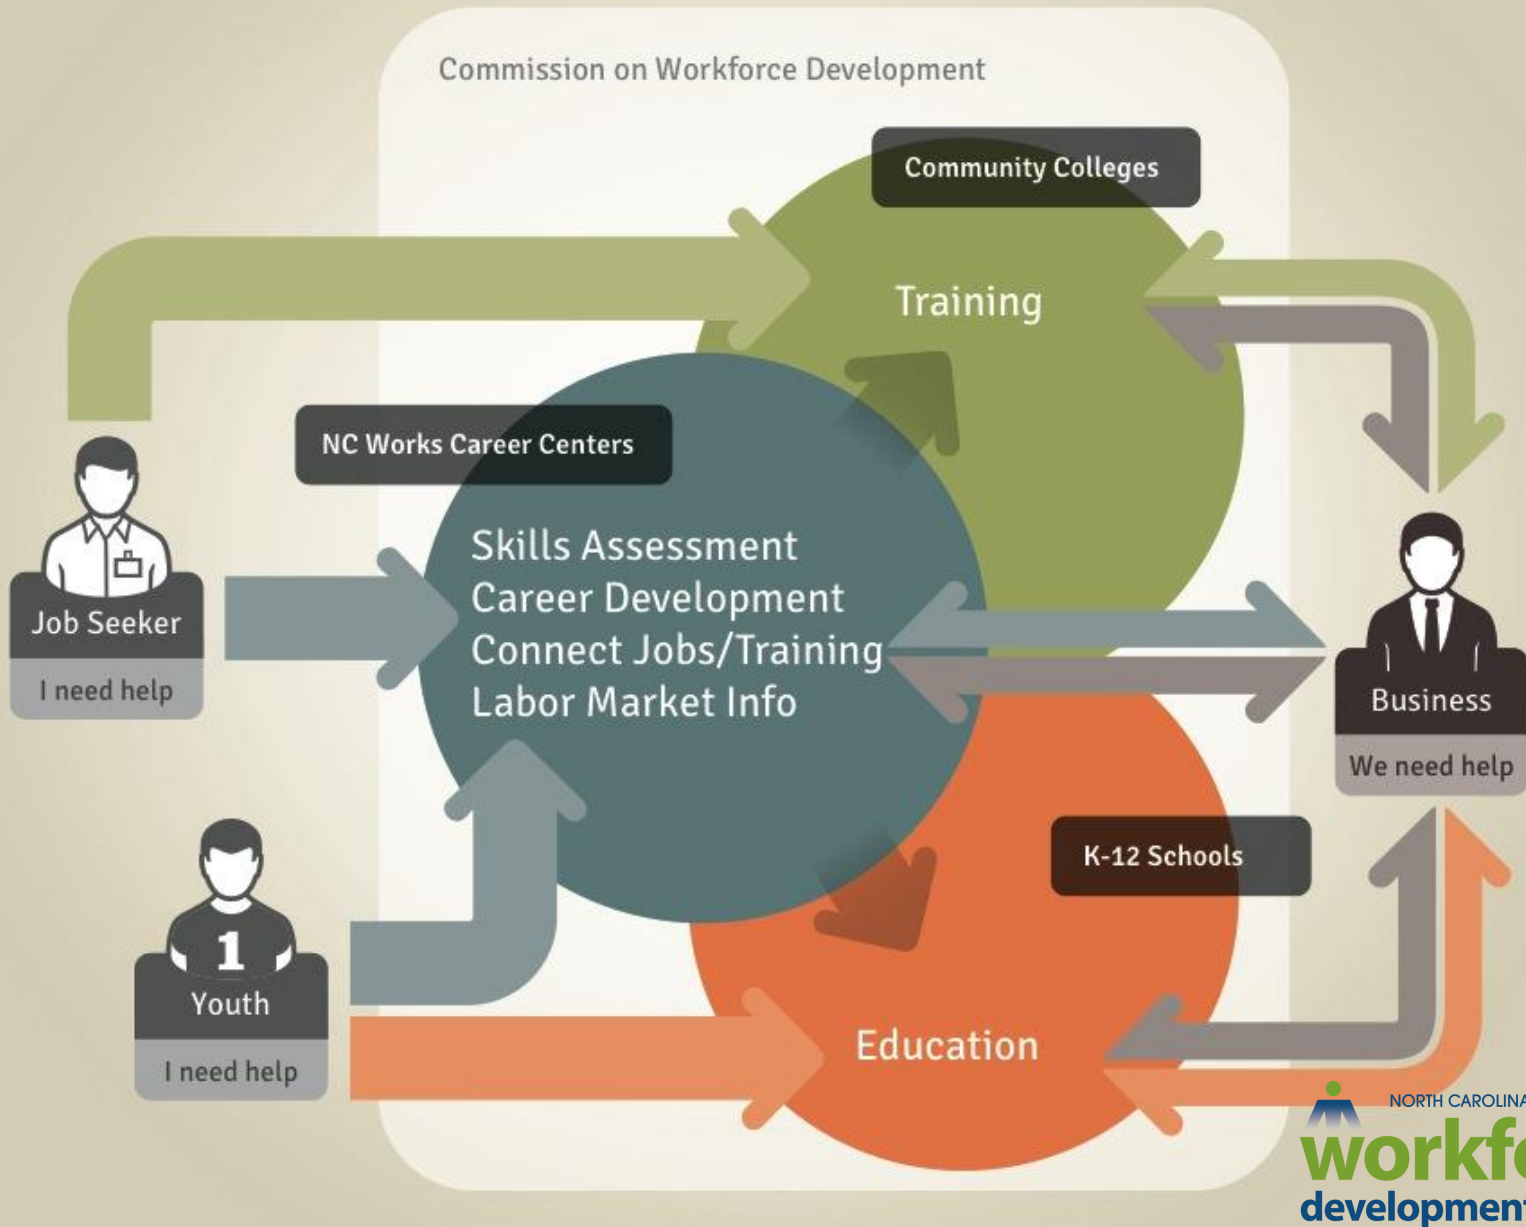 Commission on Workforce Development
Community Colleges
Training
NC Works Career Centers
Skills Assessment
Career Development
Connect Jobs/Training
Labor Market Info
Job Seeker
I need help
Business
We need help
K-12 Schools
1
Youth
I need help
Education
NORTH CAROLINA
development